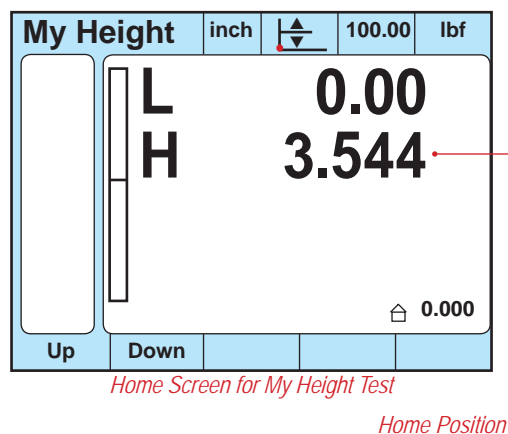 My Height inch 100.00 lbf
L 0.00
H 3.544
0.000
Up Down
Home Screen for My Height Test
Home Position